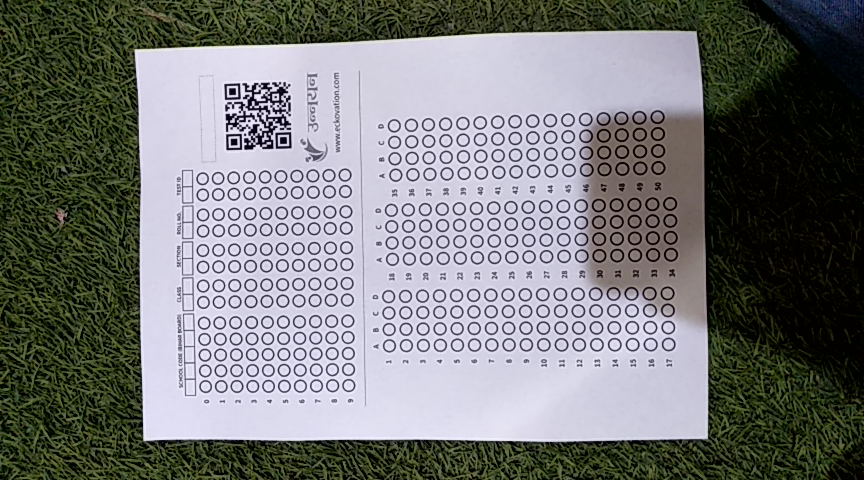 SCHOOL CODE (BIHAR BOARD) CLASS SECTION ROLL NO. TEST ID
0
1
2
3
4
5
6
7
8
9
उन्नयन
www.eckovation.com
A B C D A B C D A B C D
1 18 35
2 19 36
3 20 37
4 21 38
5 22 39
6 23 40
7 24 41
8 25 42
9 26 43
10 27 44
11 28 45
12 29 46
13 30 47
14 31 48
15 32 49
16 33 50
17 34